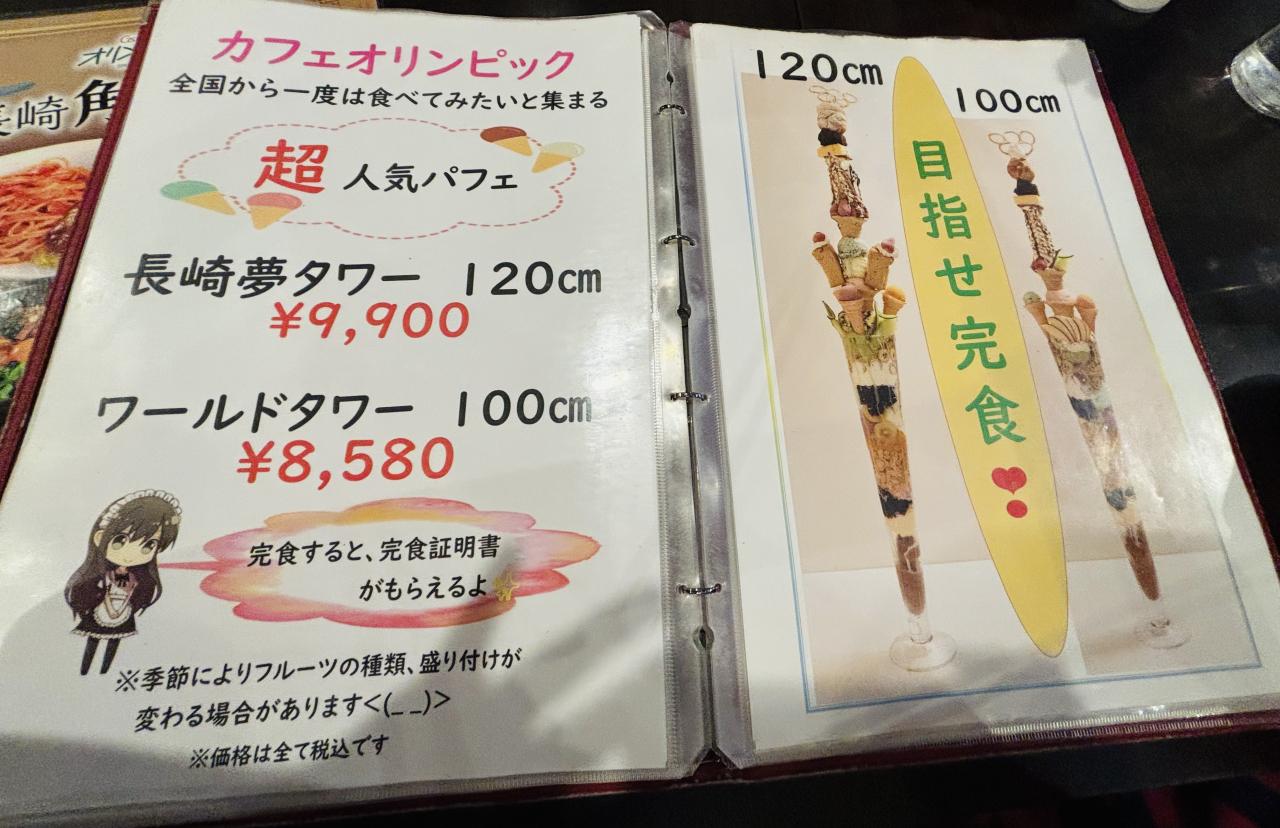 長崎
カフェオリンピック
全国から一度は食べてみたいと集まる
超 人気パフェ
長崎夢タワー 120㎝
¥9,900
ワールドタワー 100㎝
¥8,580
完食すると、完食証明書
がもらえるよ
※季節によりフルーツの種類、盛り付けが
変わる場合があります<(_ _)>
※価格は全て税込です
120㎝
100㎝
目指せ完食